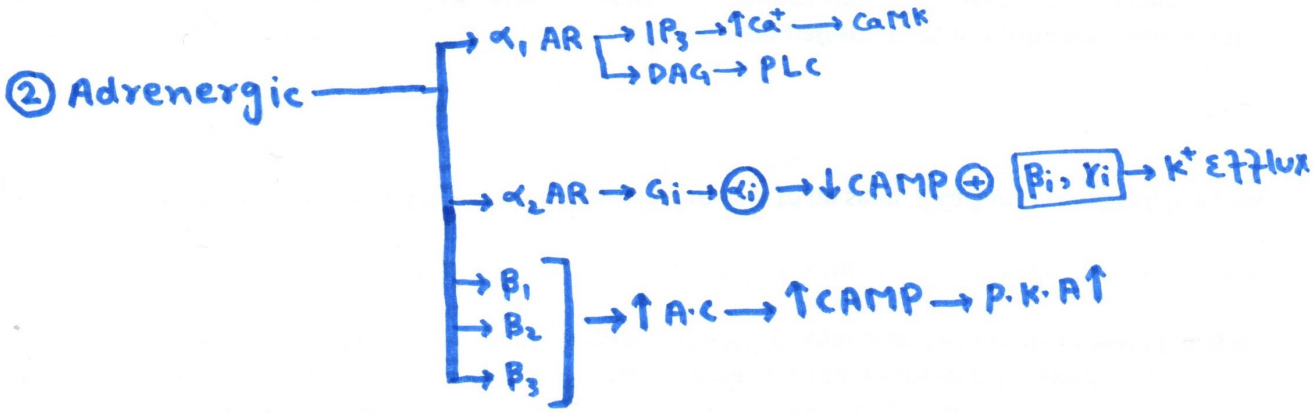 ② Adrenergic
→ α₁ AR → IP₃ → ↑Ca⁺ → CaMK
→ DAG → PLC
→ α₂ AR → Gi → αi → ↓ CAMP ⊕ βi, γi → K⁺ Efflux
→ β₁
→ β₂ → ↑ A.C → ↑ CAMP → P.K.A ↑
→ β₃